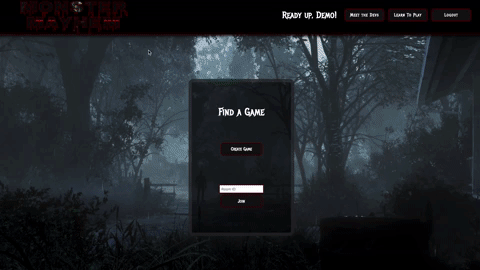 MONSTER
MAYHEM
Ready up, Demo!
Meet the Devs
Learn To Play
Logout
Find a Game
Create Game
Room ID
Join